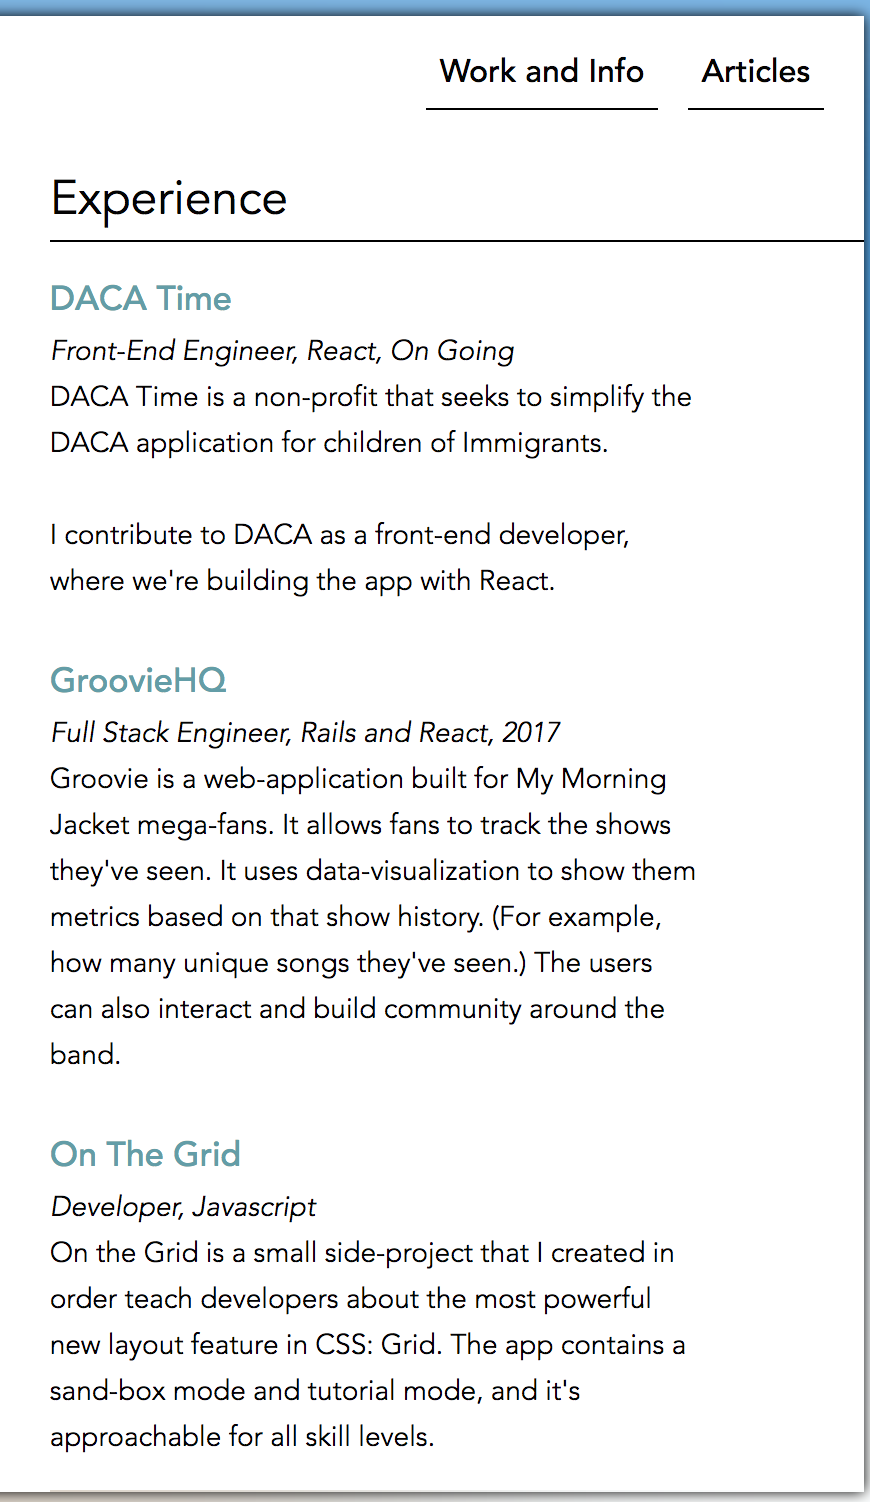 Work and Info Articles
Experience
DACA Time
Front-End Engineer, React, On Going
DACA Time is a non-profit that seeks to simplify the
DACA application for children of Immigrants.
I contribute to DACA as a front-end developer,
where we're building the app with React.
GroovieHQ
Full Stack Engineer, Rails and React, 2017
Groovie is a web-application built for My Morning
Jacket mega-fans. It allows fans to track the shows
they've seen. It uses data-visualization to show them
metrics based on that show history. (For example,
how many unique songs they've seen.) The users
can also interact and build community around the
band.
On The Grid
Developer, Javascript
On the Grid is a small side-project that I created in
order teach developers about the most powerful
new layout feature in CSS: Grid. The app contains a
sand-box mode and tutorial mode, and it's
approachable for all skill levels.